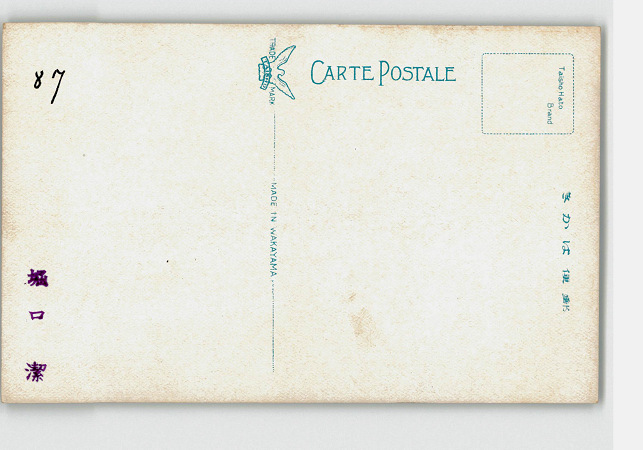 87
TRADE MARK
CARTE POSTALE
Taisho Hato
Brand
MADE IN WAKAYAMA
きかは便郵
堀口潔